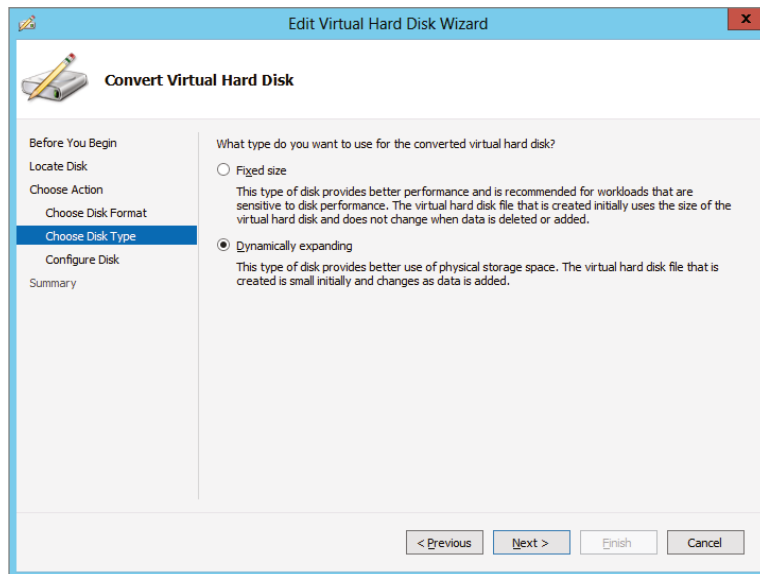 Edit Virtual Hard Disk Wizard
x
Convert Virtual Hard Disk
Before You Begin
Locate Disk
Choose Action
Choose Disk Format
Choose Disk Type
Configure Disk
Summary
What type do you want to use for the converted virtual hard disk?
Fixed size
This type of disk provides better performance and is recommended for workloads that are
sensitive to disk performance. The virtual hard disk file that is created initially uses the size of the
virtual hard disk and does not change when data is deleted or added.
Dynamically expanding
This type of disk provides better use of physical storage space. The virtual hard disk file that is
created is small initially and changes as data is added.
< Previous
Next >
Finish
Cancel